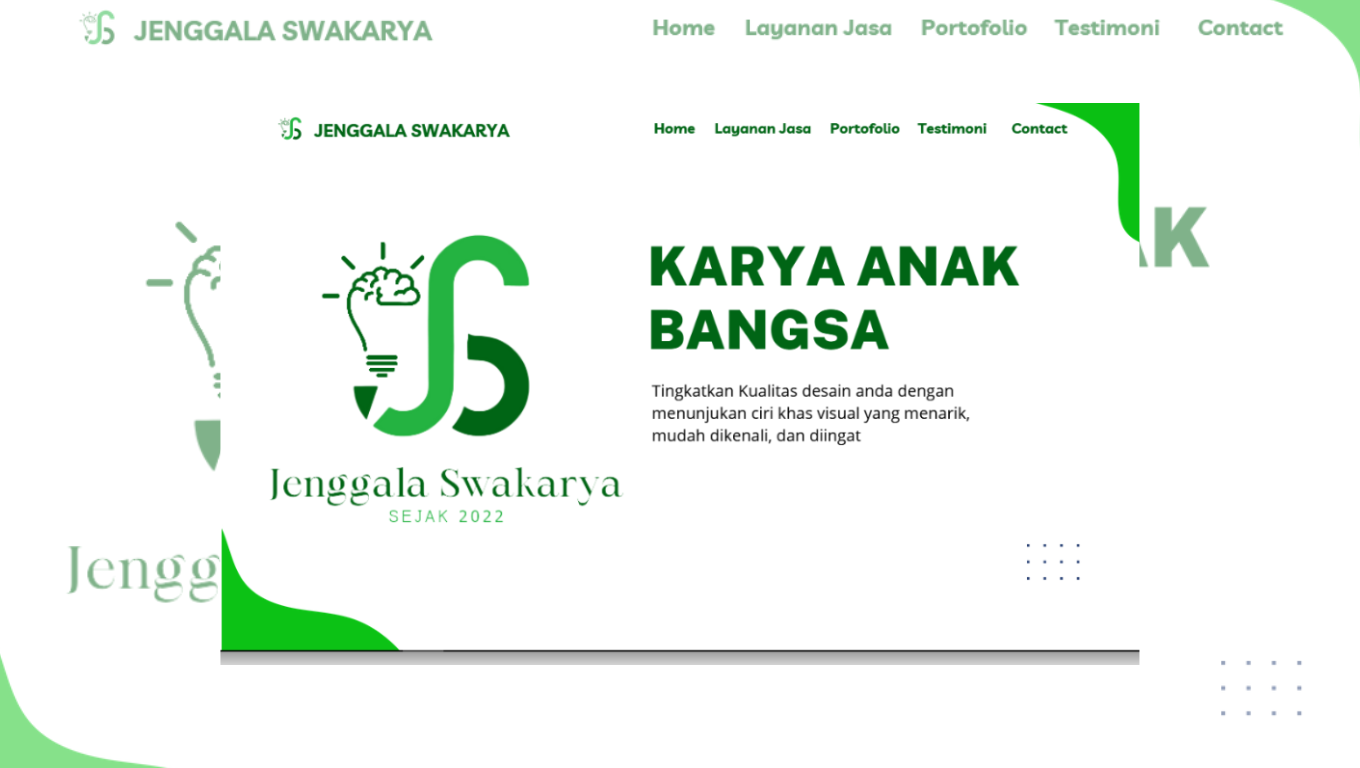 JENGGALA SWAKARYA
Home Layanan Jasa Portofolio Testimoni Contact
JENGGALA SWAKARYA
Home Layanan Jasa Portofolio Testimoni Contact
AK
KARYA ANAK
BANGSA
Tingkatkan Kualitas desain anda dengan
menunjukan ciri khas visual yang menarik,
mudah dikenali, dan diingat
Jenggala Swakarya
SEJAK 2022
Jengg